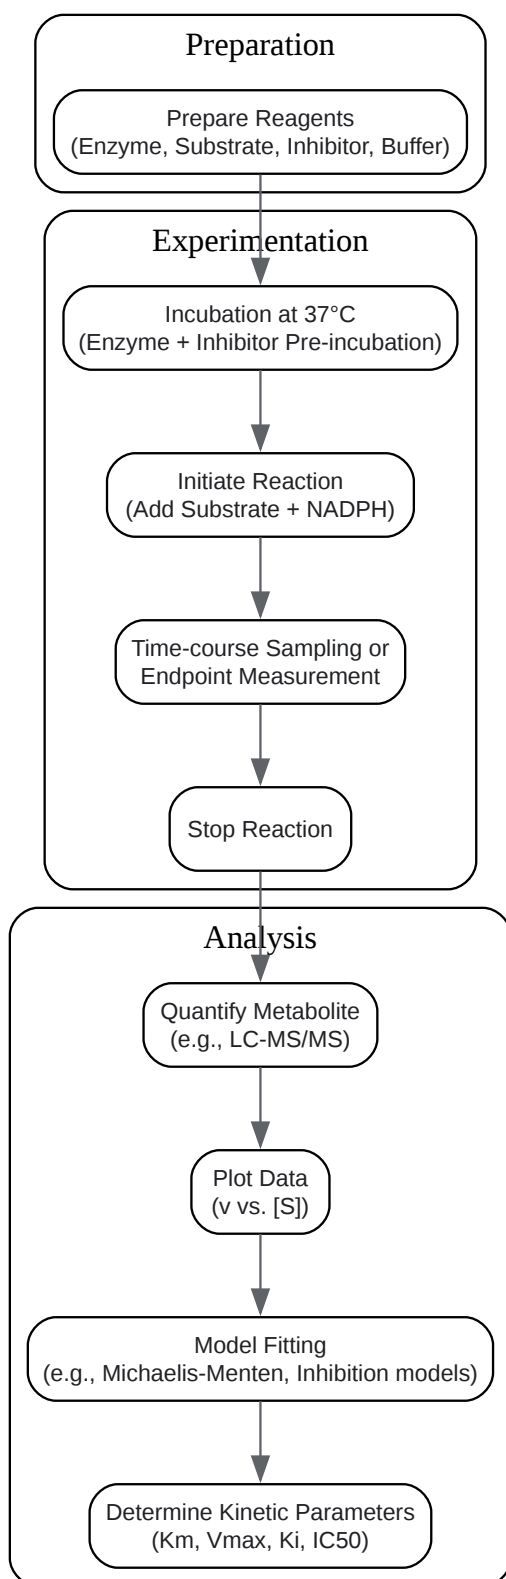 Preparation
Prepare Reagents
(Enzyme, Substrate, Inhibitor, Buffer)
Experimentation
Incubation at 37°C
(Enzyme + Inhibitor Pre-incubation)
Initiate Reaction
(Add Substrate + NADPH)
Time-course Sampling or
Endpoint Measurement
Stop Reaction
Analysis
Quantify Metabolite
(e.g., LC-MS/MS)
Plot Data
(v vs. [S])
Model Fitting
(e.g., Michaelis-Menten, Inhibition models)
Determine Kinetic Parameters
(Km, Vmax, Ki, IC50)